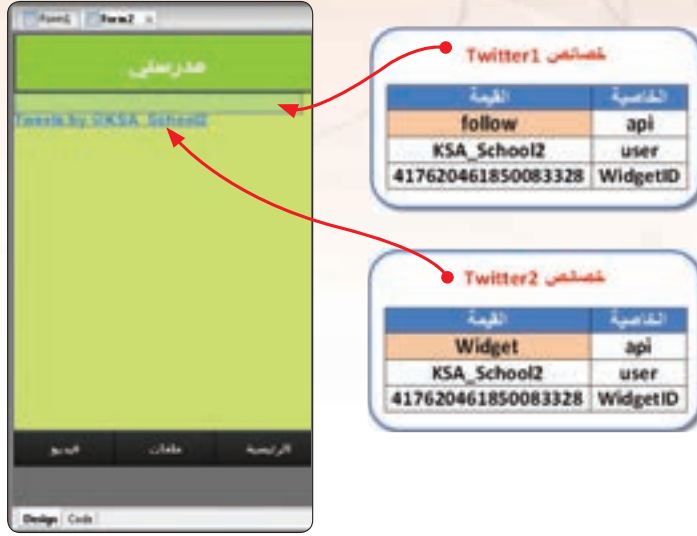 Form1 Form2 ×
مدرستي
Tweets by @KSA_School2
الرئيسية ملفات فيديو
Design Code
خصائص Twitter1
الخاصية القيمة
api follow
user KSA_School2
WidgetID 417620461850083328
خصائص Twitter2
الخاصية القيمة
api Widget
user KSA_School2
WidgetID 417620461850083328